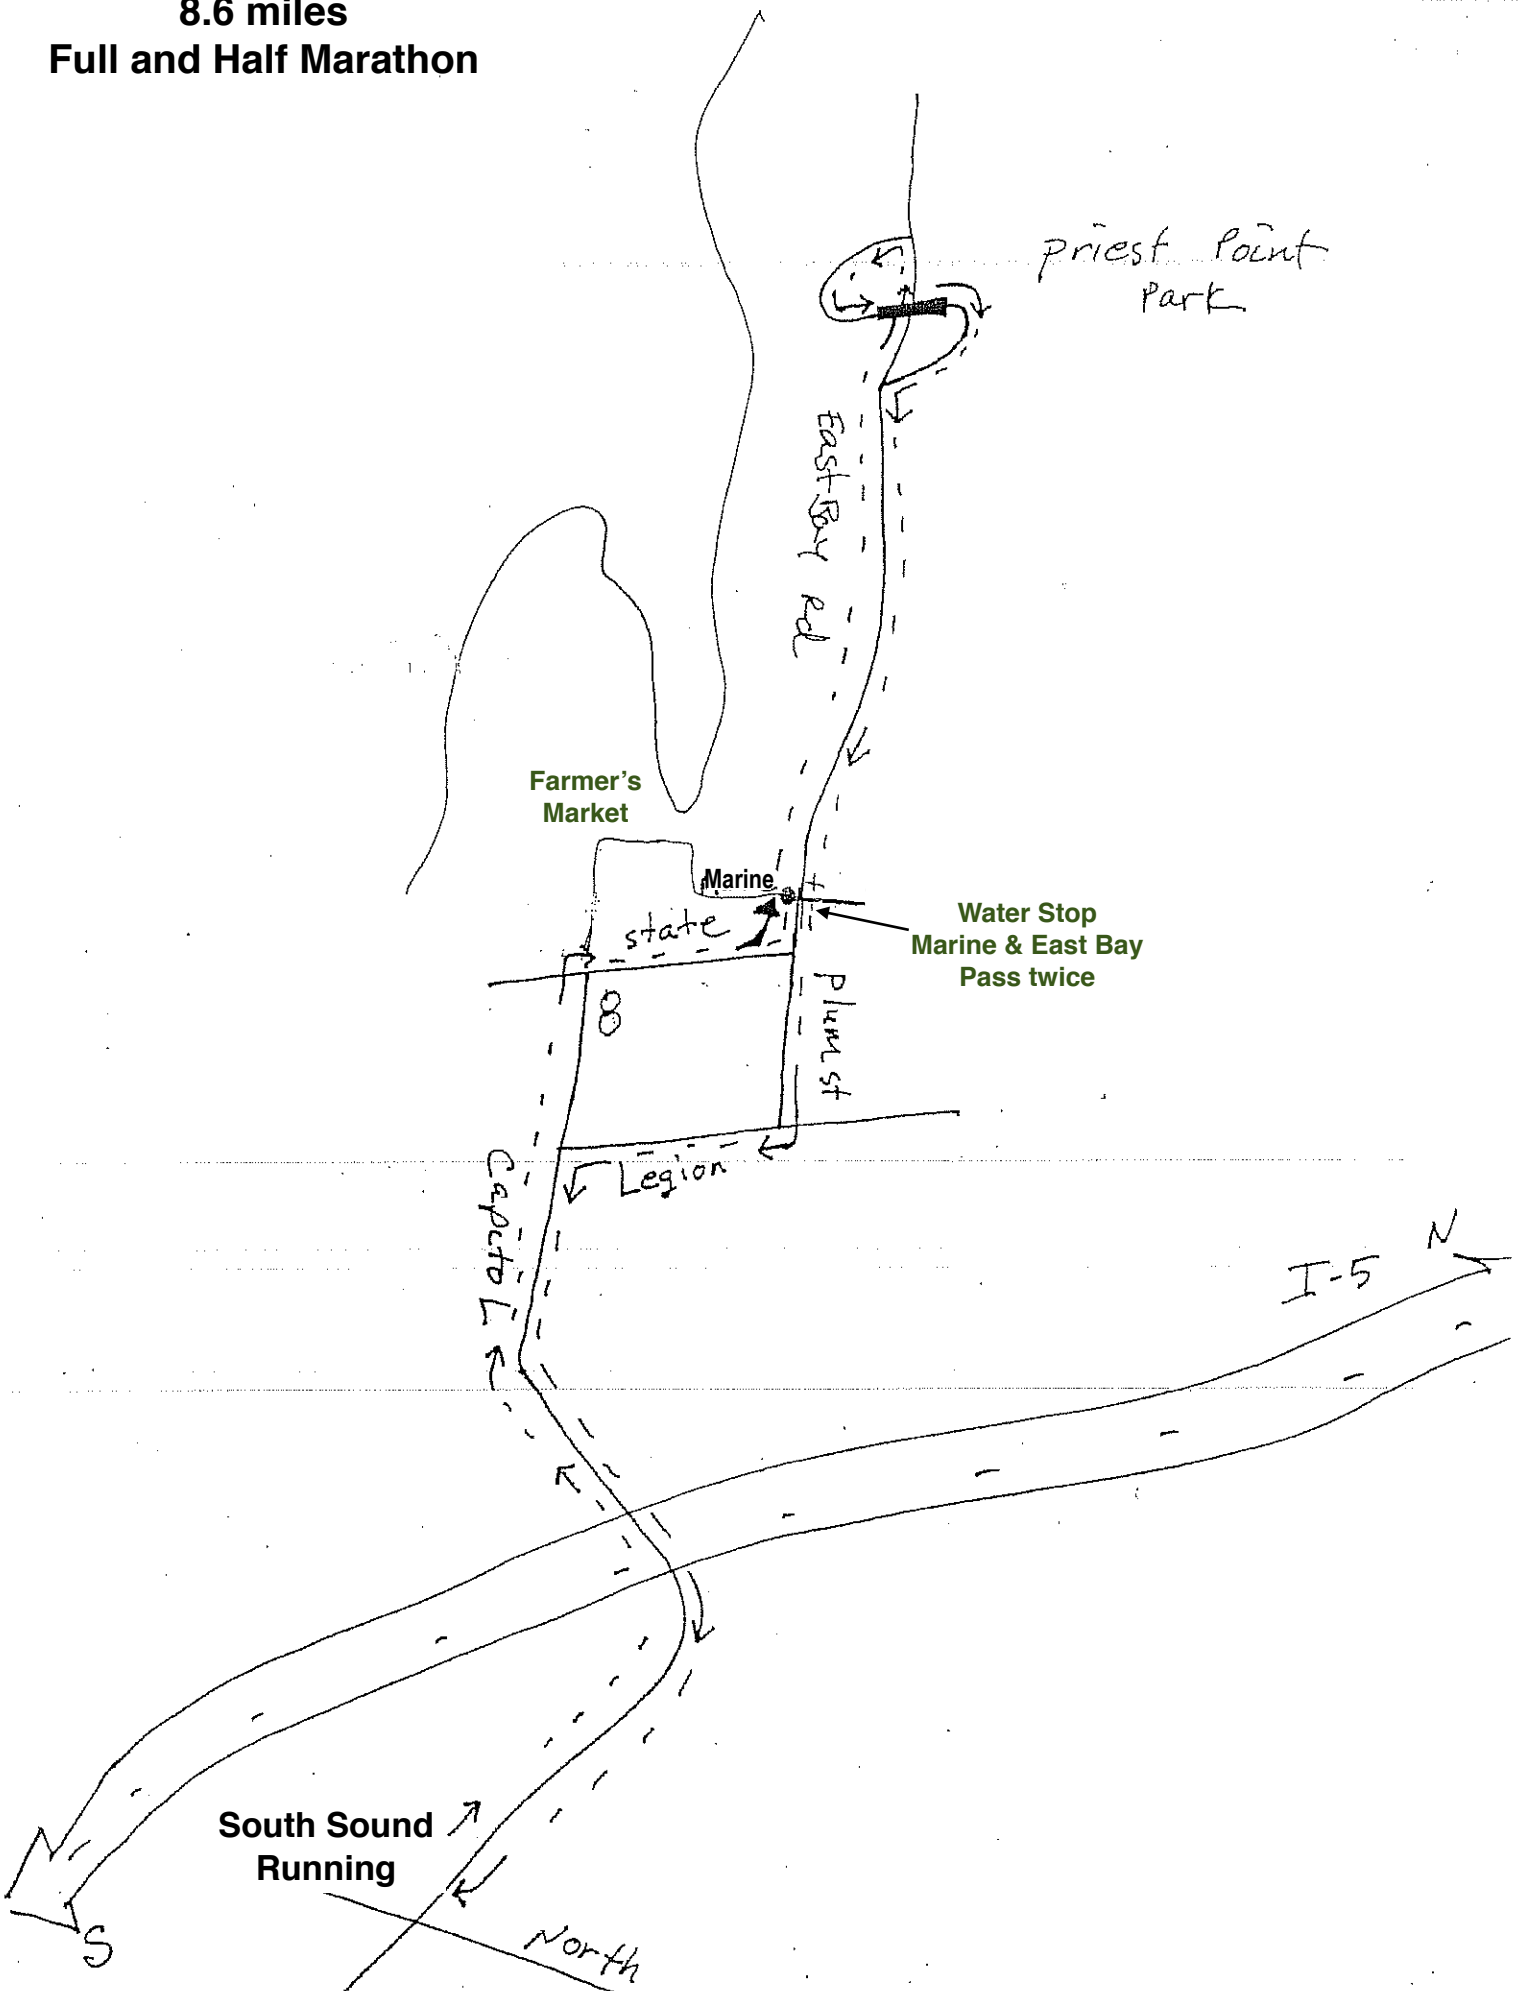 8.6 miles
Full and Half Marathon
Priest Point
Park
East Bay Rd
Farmer's
Market
Marine
state
Water Stop
Marine & East Bay
Pass twice
8
Plum st
Legion
Capitol
N
I-5
South Sound
Running
North
S